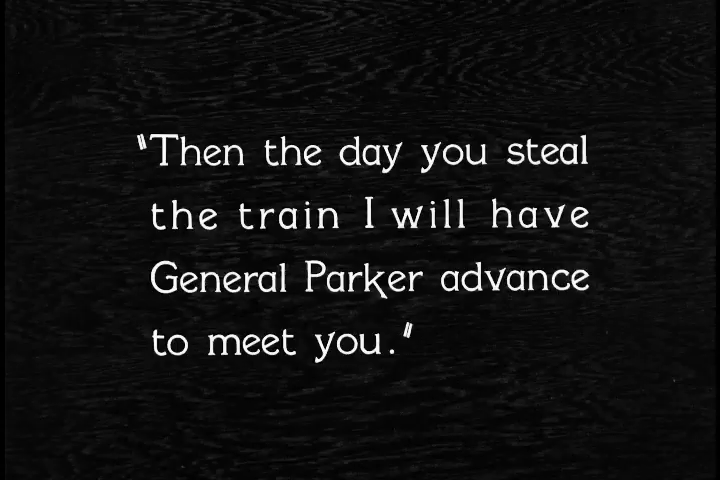 "Then the day you steal
the train I will have
General Parker advance
to meet you."